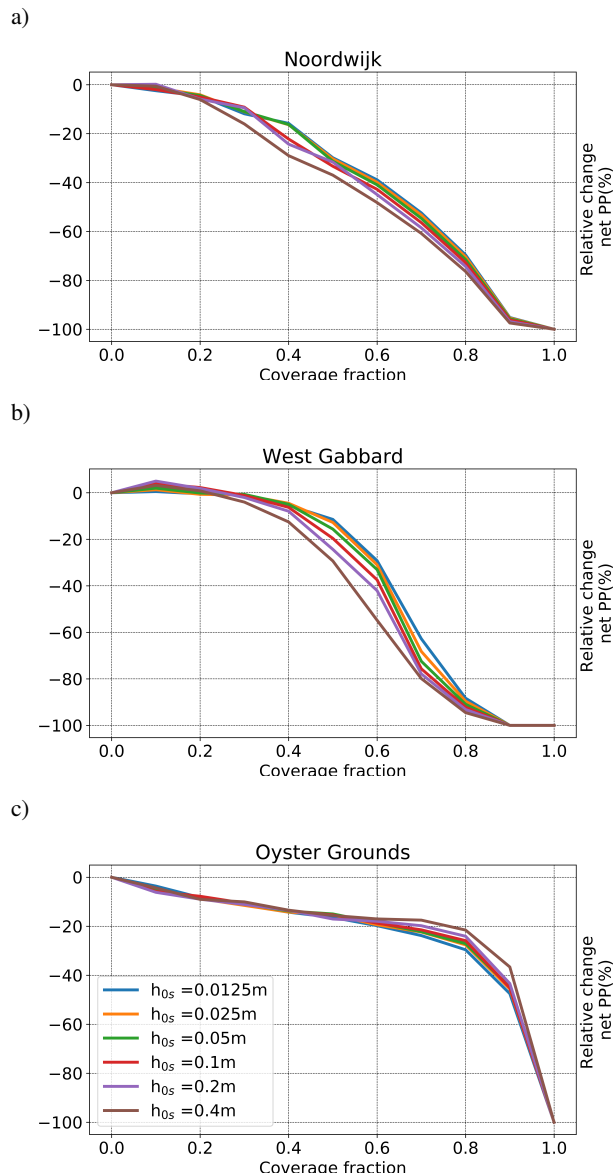 a)
Noordwijk
0
−20
−40
−60
−80
−100
0.0 0.2 0.4 0.6 0.8 1.0
Coverage fraction
Relative change
net PP(%)
b)
West Gabbard
0
−20
−40
−60
−80
−100
0.0 0.2 0.4 0.6 0.8 1.0
Coverage fraction
Relative change
net PP(%)
c)
Oyster Grounds
0
−20
−40
−60
−80
−100
h0s =0.0125m
h0s =0.025m
h0s =0.05m
h0s =0.1m
h0s =0.2m
h0s =0.4m
0.0 0.2 0.4 0.6 0.8 1.0
Coverage fraction
Relative change
net PP(%)